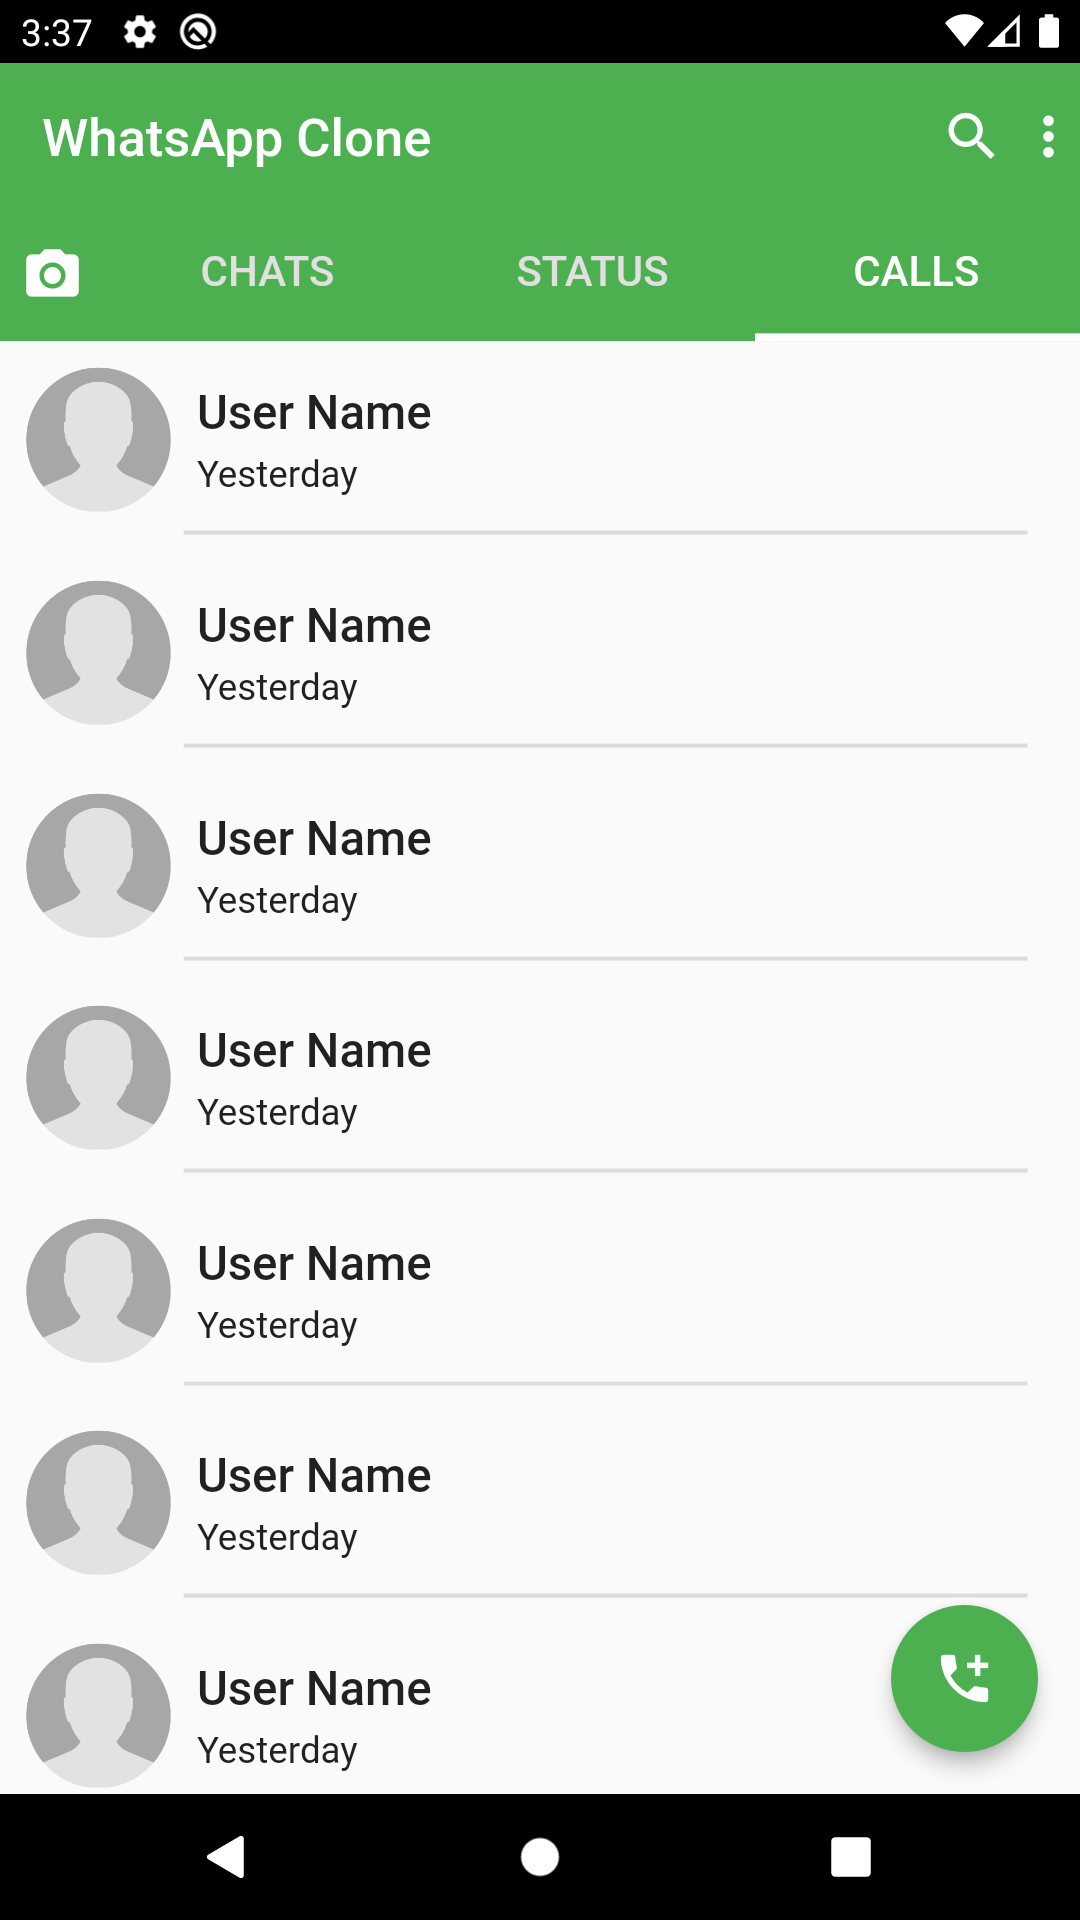 3:37
WhatsApp Clone
CHATS STATUS CALLS
User Name
Yesterday
User Name
Yesterday
User Name
Yesterday
User Name
Yesterday
User Name
Yesterday
User Name
Yesterday
User Name
Yesterday